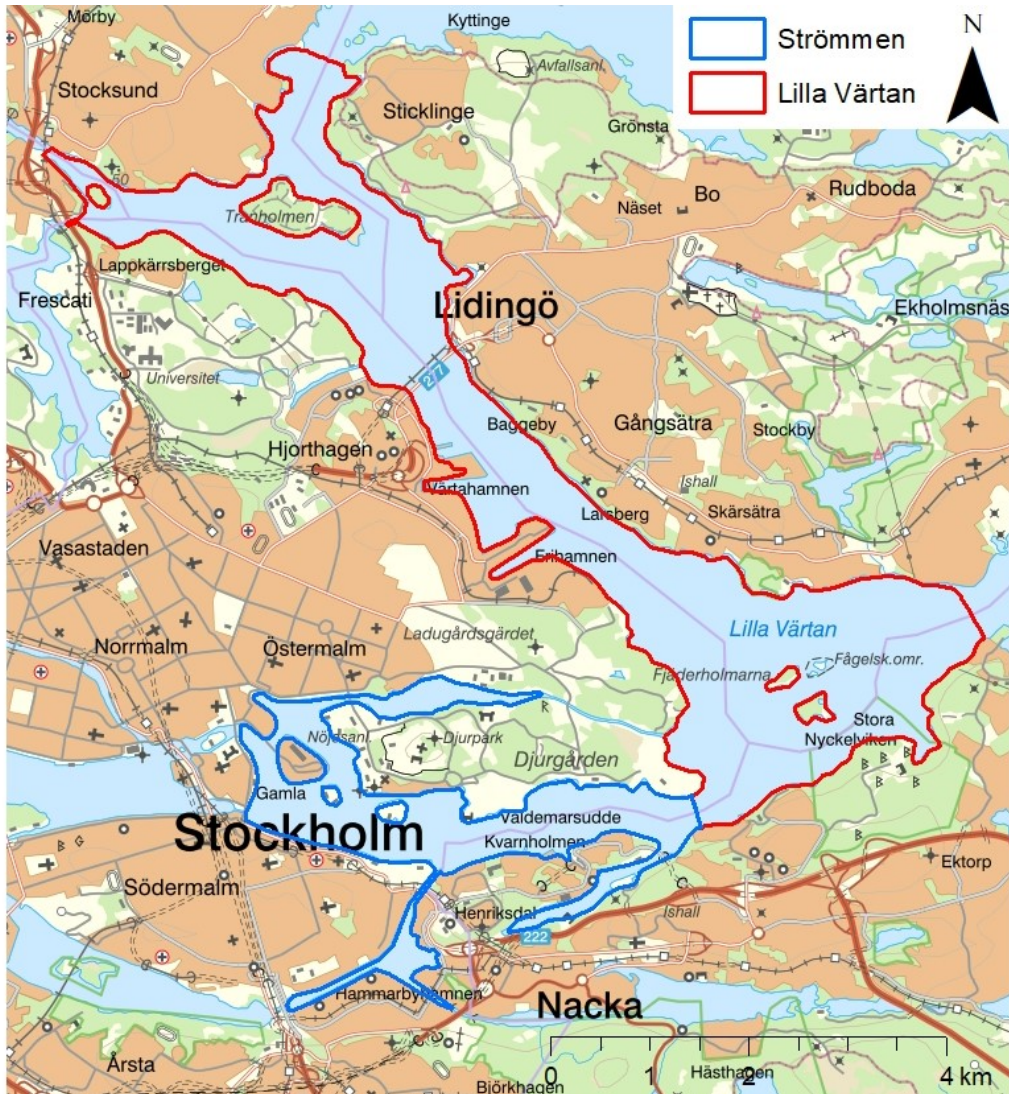 Mörby
Kyttinge
N
Strömmen
Lilla Värtan
Avfallsanl.
Stocksund
Sticklinge
Grönsta
50
Tranholmen
Bo
Rudboda
Näset
Lappkärrsberget
Frescati
Lidingö
Ekholmsnäs
Universitet
277
Baggeby
Gångsätra
Stockby
Hjorthagen
Värtahamnen
Ishall
Larsberg
Skärsätra
Vasastaden
Frihamnen
Lilla Värtan
Ladugårdsgärdet
Norrmalm
Östermalm
Fjäderholmarna
Fågelsk.omr.
Stora
Nyckelviken
Nöjdsanl.
Djurpark
Djurgården
Gamla
Valdemarsudde
Stockholm
Kvarnholmen
Ektorp
Södermalm
Henriksdal
Ishall
222
Hammarbyhamnen
Nacka
Årsta
Hästhagen
Björkhagen
0 1 2 4 km